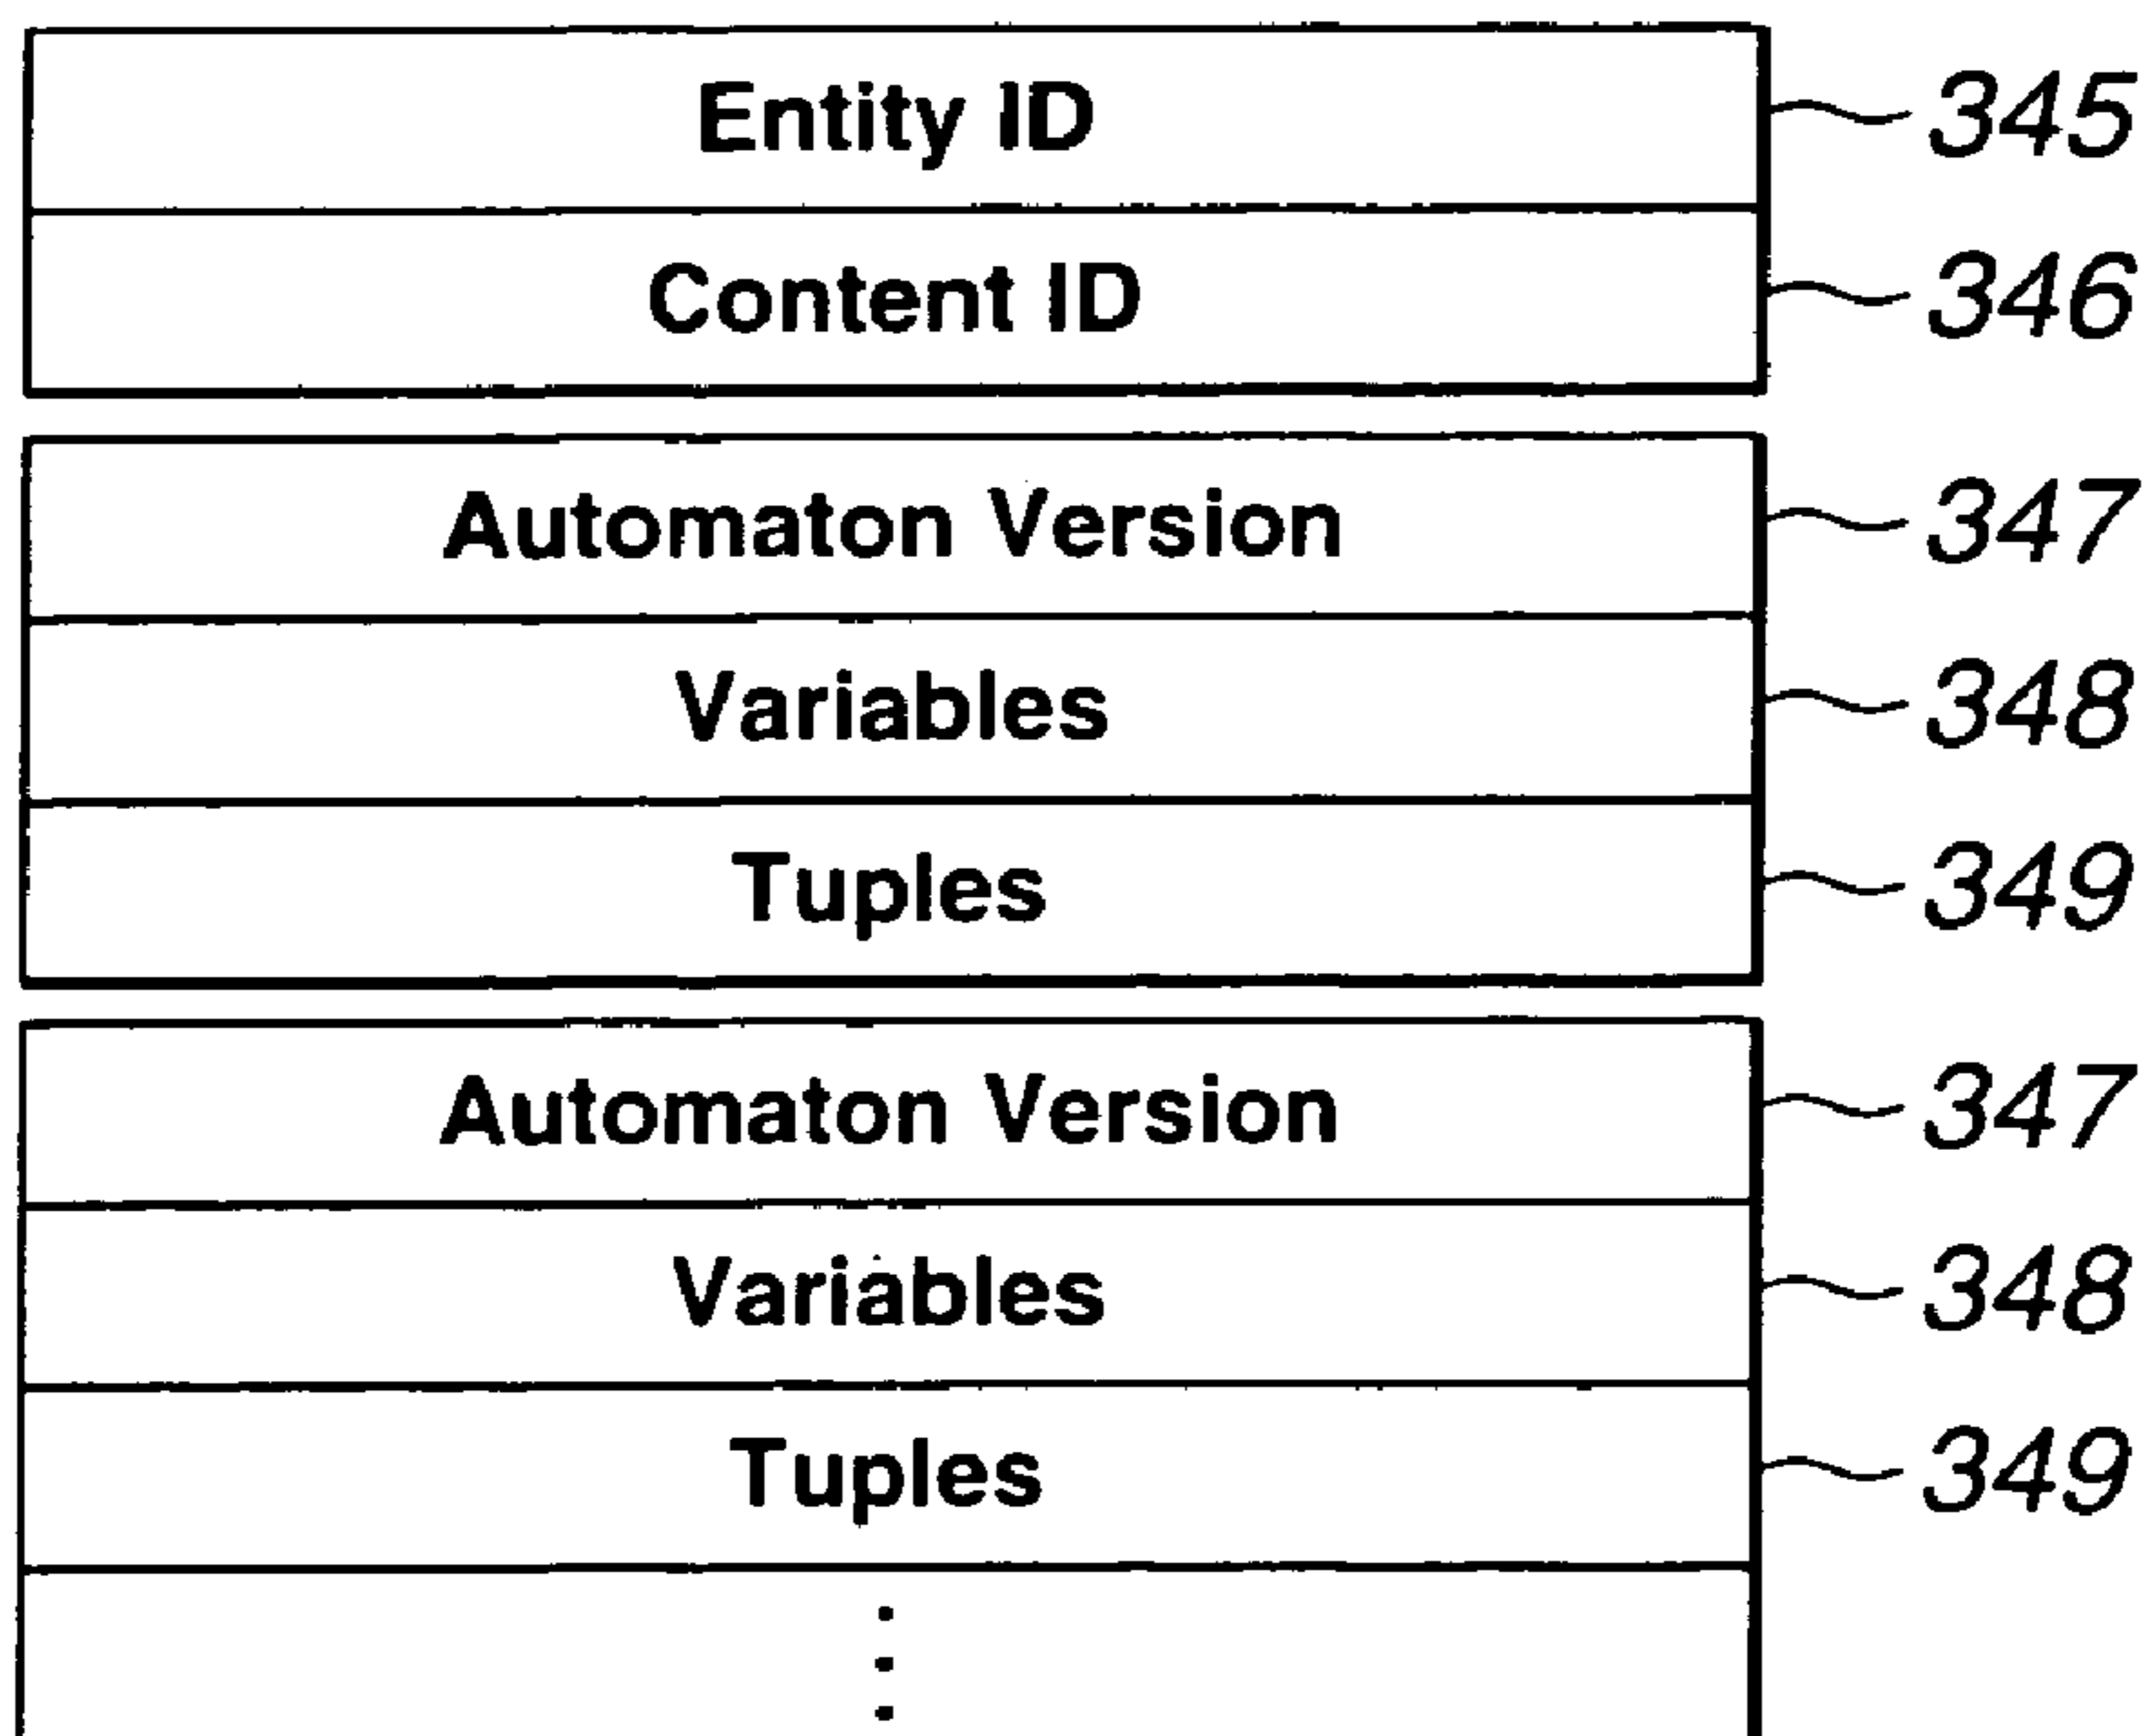 Entity ID 345
Content ID 346
Automaton Version 347
Variables 348
Tuples 349
Automaton Version 347
Variables 348
Tuples 349